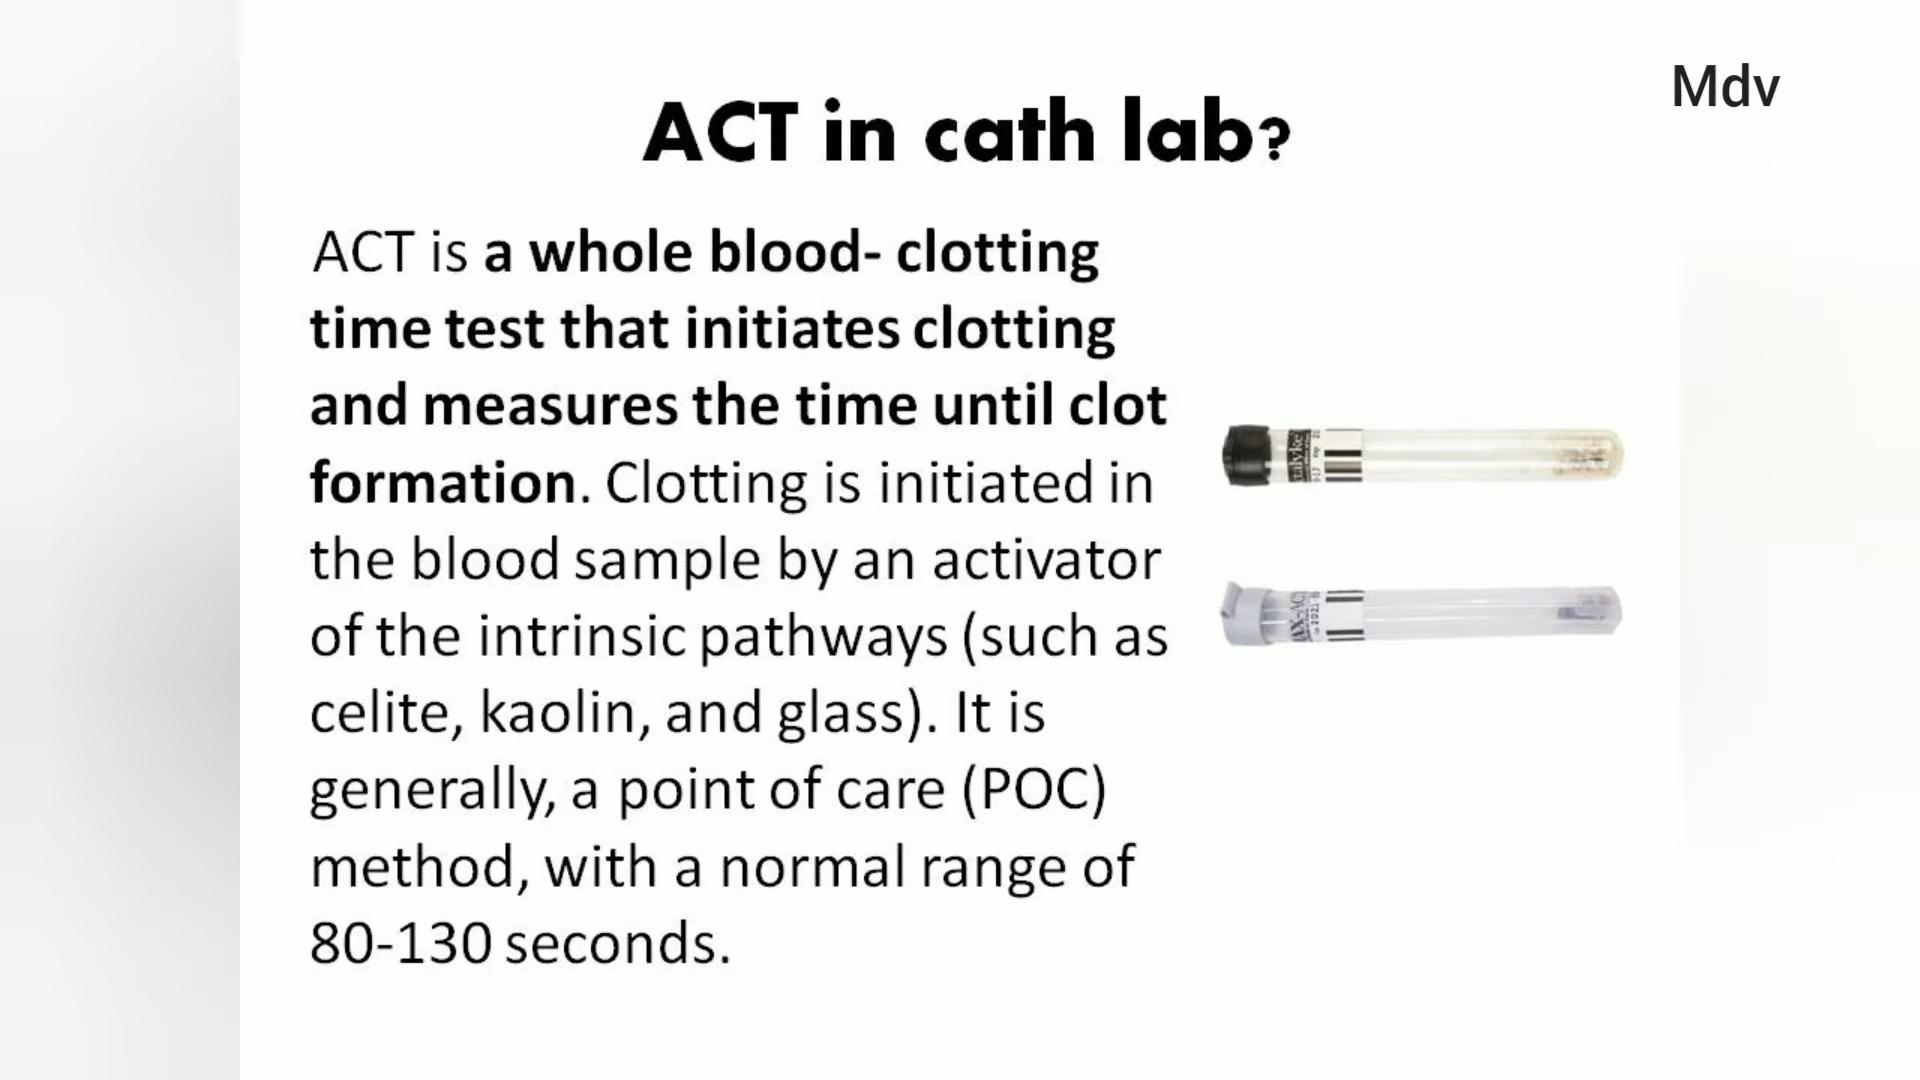 Mdv
ACT in cath lab?
ACT is a whole blood- clotting
time test that initiates clotting
and measures the time until clot
formation. Clotting is initiated in
the blood sample by an activator
of the intrinsic pathways (such as
celite, kaolin, and glass). It is
generally, a point of care (POC)
method, with a normal range of
80-130 seconds.